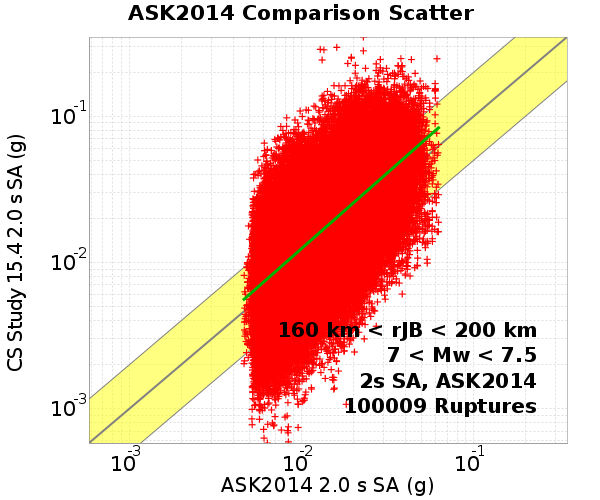 ASK2014 Comparison Scatter
CS Study 15.4 2.0 s SA (g)
10-1
10-2
10-3
160 km < rJB < 200 km
7 < Mw < 7.5
2s SA, ASK2014
100009 Ruptures
10-3 10-2 10-1
ASK2014 2.0 s SA (g)